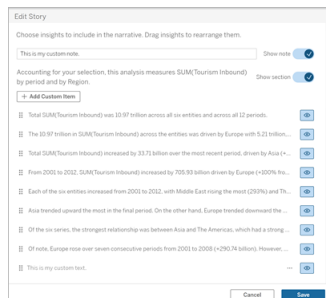 Edit Story
Choose insights to include in the narrative. Drag insights to rearrange them.
This is my custom note.
Show note
Accounting for your selection, this analysis measures SUM(Tourism Inbound)
by period and by Region.
Show section
+ Add Custom Item
Total SUM(Tourism Inbound) was 10.97 trillion across all six entities and across all 12 periods.
The 10.97 trillion in SUM(Tourism Inbound) across the entities was driven by Europe with 5.21 trillion,...
Total SUM(Tourism Inbound) increased by 33.71 billion over the most recent period, driven by Asia (+...
From 2001 to 2012, SUM(Tourism Inbound) increased by 705.93 billion driven by Europe (+100% fro...
Each of the six entities increased from 2001 to 2012, with Middle East rising the most (293%) and Th...
Asia trended upward the most in the final period. On the other hand, Europe trended downward the ...
Of the six series, the strongest relationship was between Asia and The Americas, which had a strong ...
Of note, Europe rose over seven consecutive periods from 2001 to 2008 (+290.74 billion). However, ...
This is my custom text.
...
Cancel
Save